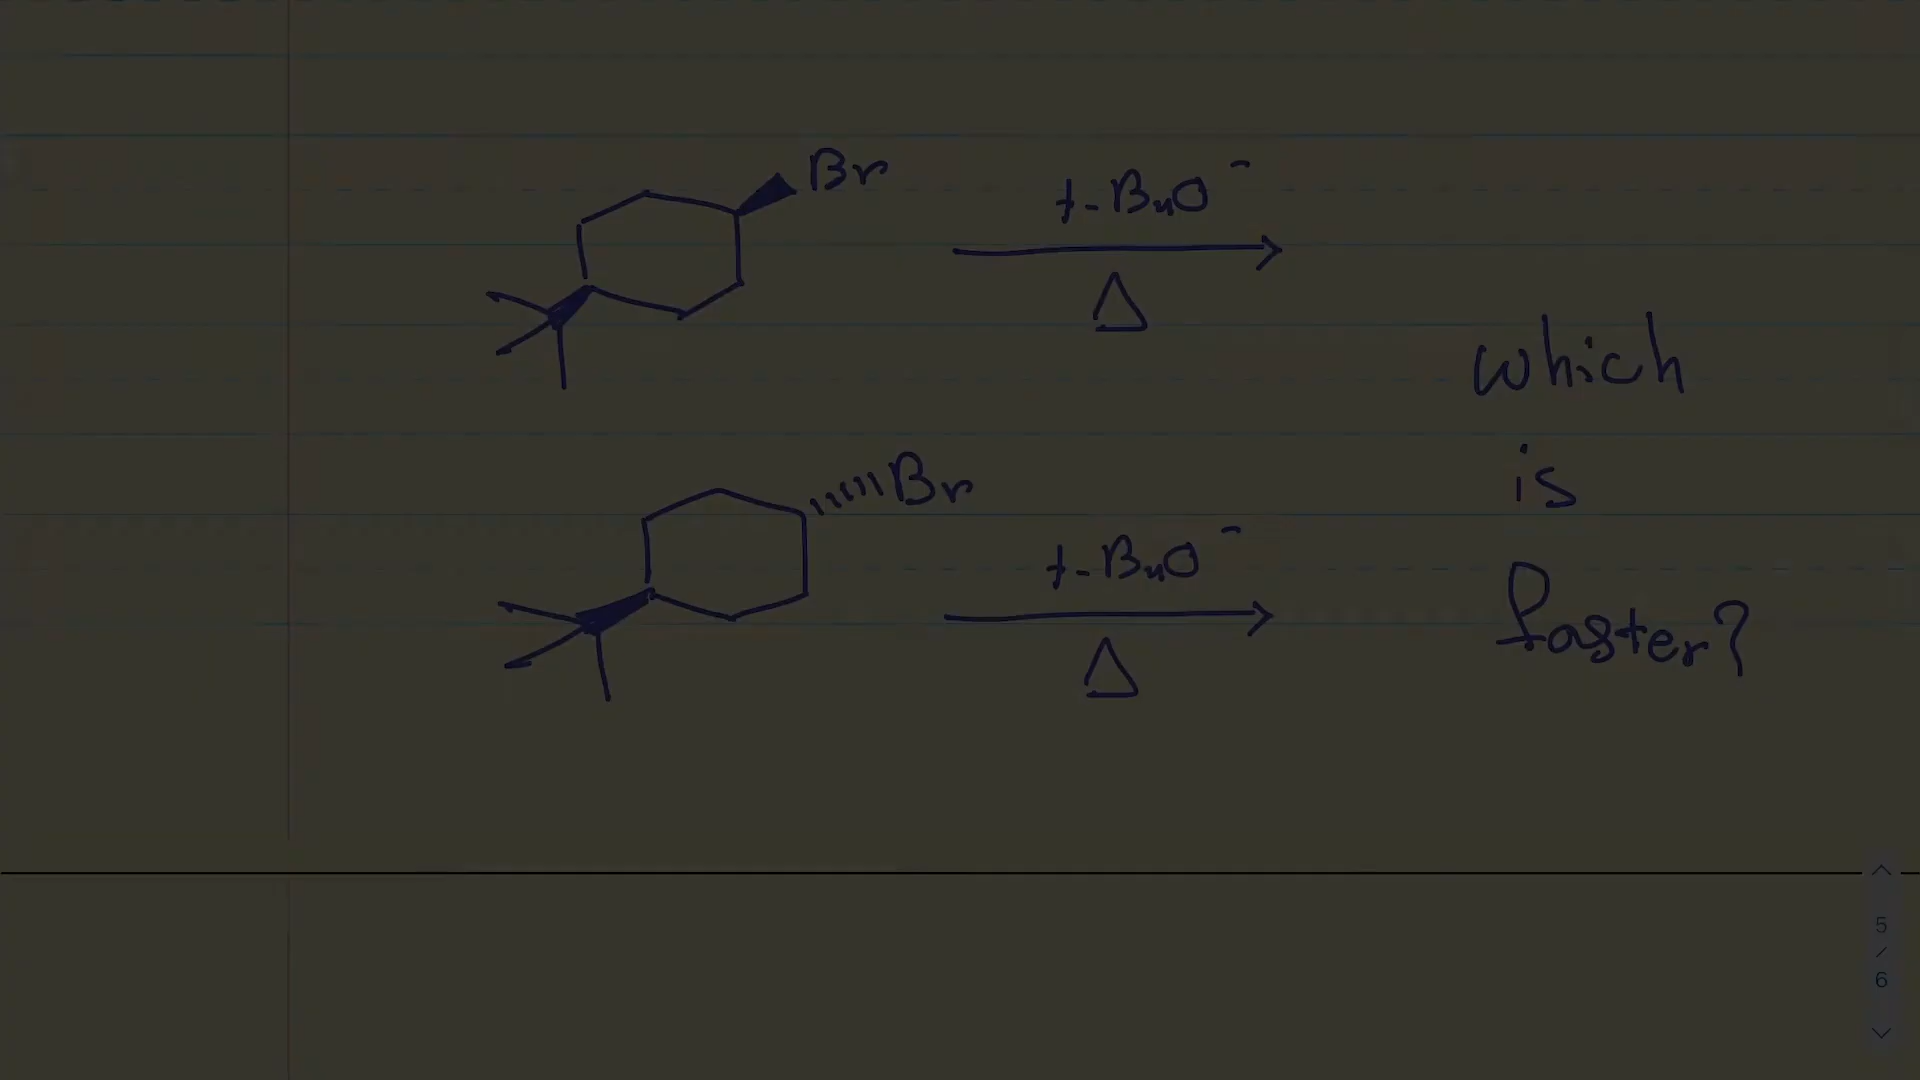 Br
t-BuO⁻
Δ
which
is
faster?
Br
t-BuO⁻
Δ
5
/
6